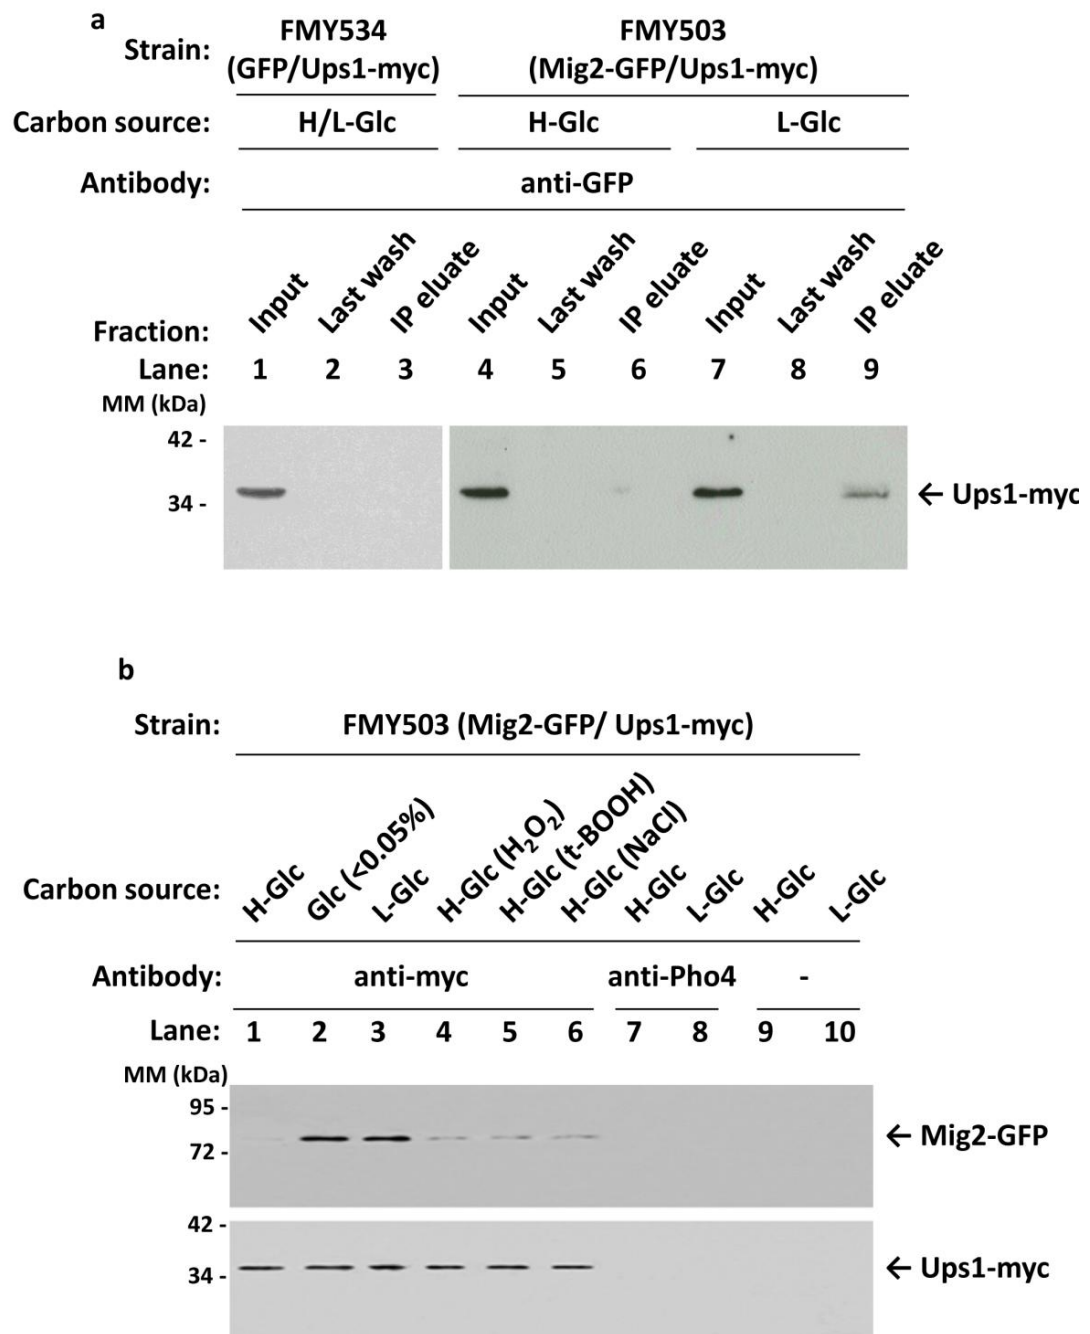 a
Strain: FMY534 FMY503
(GFP/Ups1-myc) (Mig2-GFP/Ups1-myc)
Carbon source: H/L-Glc H-Glc L-Glc
Antibody: anti-GFP
Fraction: Input Last wash IP eluate Input Last wash IP eluate Input Last wash IP eluate
Lane: 1 2 3 4 5 6 7 8 9
MM (kDa)
42 -
34 - ← Ups1-myc
b
Strain: FMY503 (Mig2-GFP/ Ups1-myc)
Carbon source: H-Glc Glc (<0.05%) L-Glc H-Glc (H₂O₂) H-Glc (t-BOOH) H-Glc (NaCl) H-Glc L-Glc H-Glc L-Glc
Antibody: anti-myc anti-Pho4 -
Lane: 1 2 3 4 5 6 7 8 9 10
MM (kDa)
95 -
← Mig2-GFP
72 -
42 -
← Ups1-myc
34 -